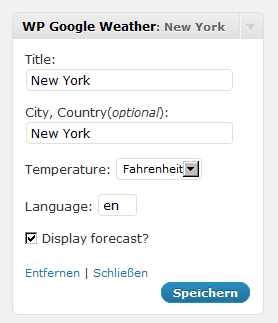 WP Google Weather: New York
Title:
New York
City, Country(optional):
New York
Temperature: Fahrenheit
Language: en
Display forecast?
Entfernen | Schließen
Speichern